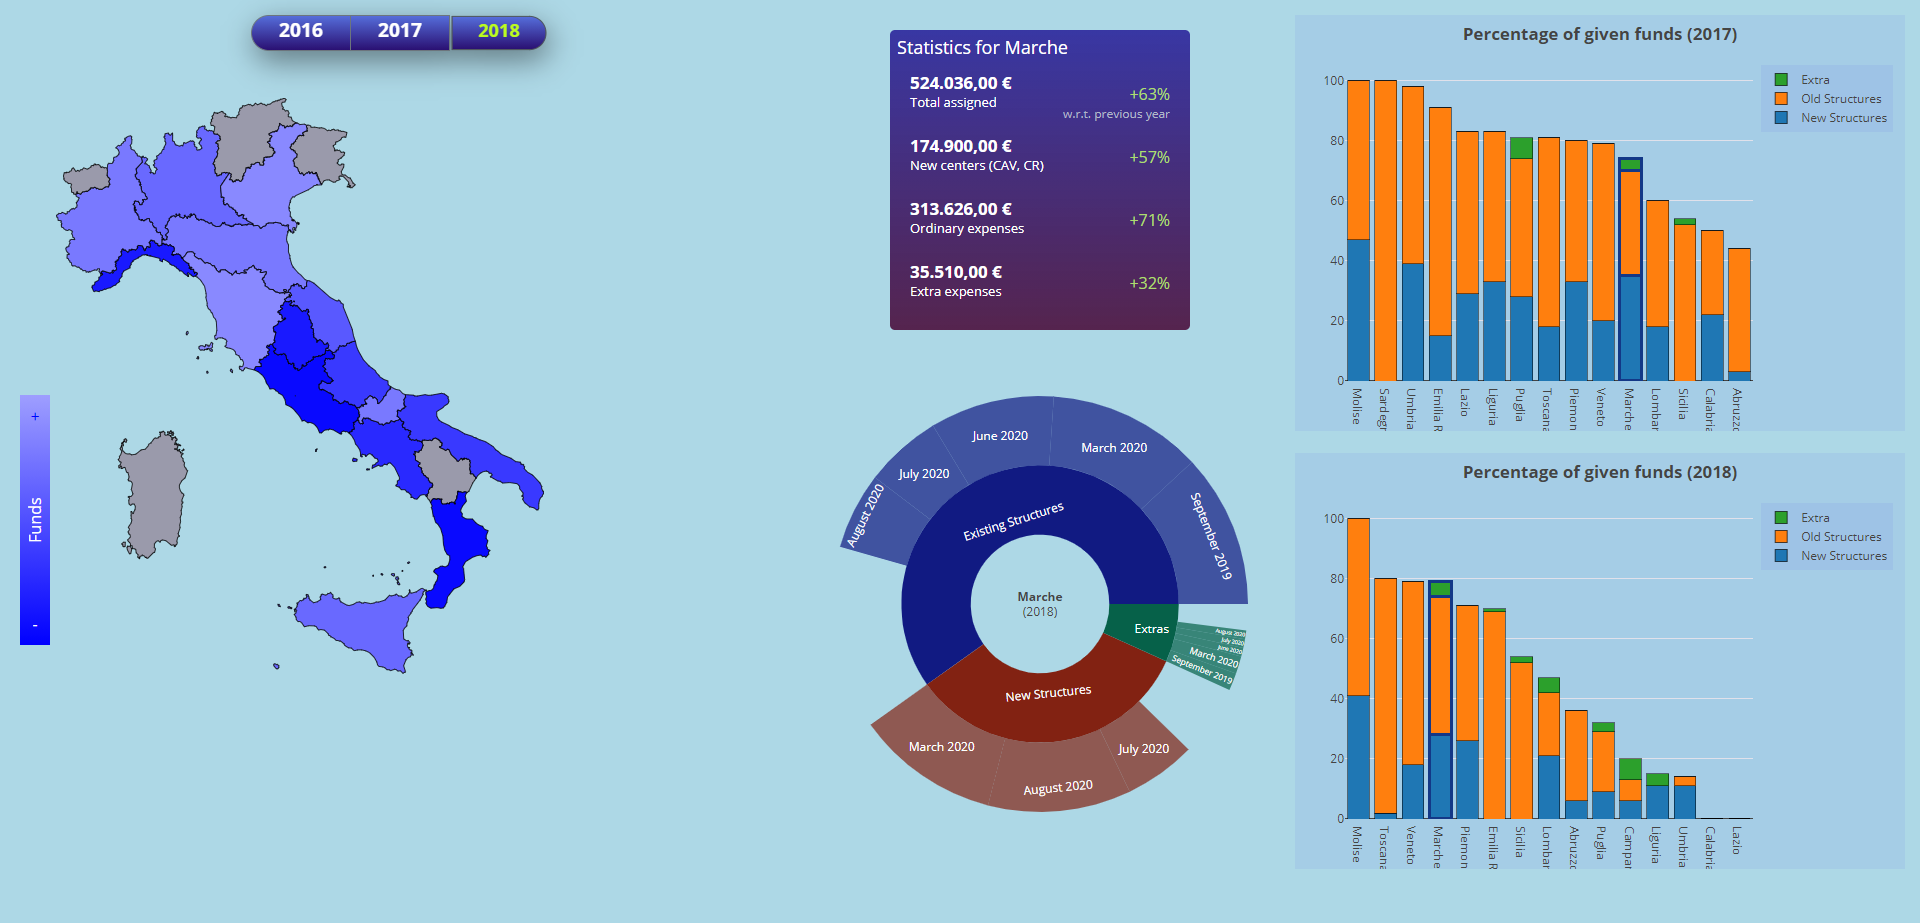 2016 2017 2018
+
Funds
-
Statistics for Marche
524.036,00 €
Total assigned
+63%
w.r.t. previous year
174.900,00 €
New centers (CAV, CR)
+57%
313.626,00 €
Ordinary expenses
+71%
35.510,00 €
Extra expenses
+32%
Marche
(2018)
Existing Structures
September 2019
March 2020
June 2020
July 2020
August 2020
New Structures
March 2020
August 2020
July 2020
Extras
August 2020
July 2020
June 2020
March 2020
September 2019
Percentage of given funds (2017)
100
80
60
40
20
0
Molise
Sardegn
Umbria
Emilia R
Lazio
Liguria
Puglia
Toscana
Piemon
Veneto
Marche
Lombar
Sicilia
Calabria
Abruzzo
Extra
Old Structures
New Structures
Percentage of given funds (2018)
100
80
60
40
20
0
Molise
Toscana
Veneto
Marche
Piemon
Emilia R
Sicilia
Lombar
Abruzzo
Puglia
Campan
Liguria
Umbria
Calabria
Lazio
Extra
Old Structures
New Structures